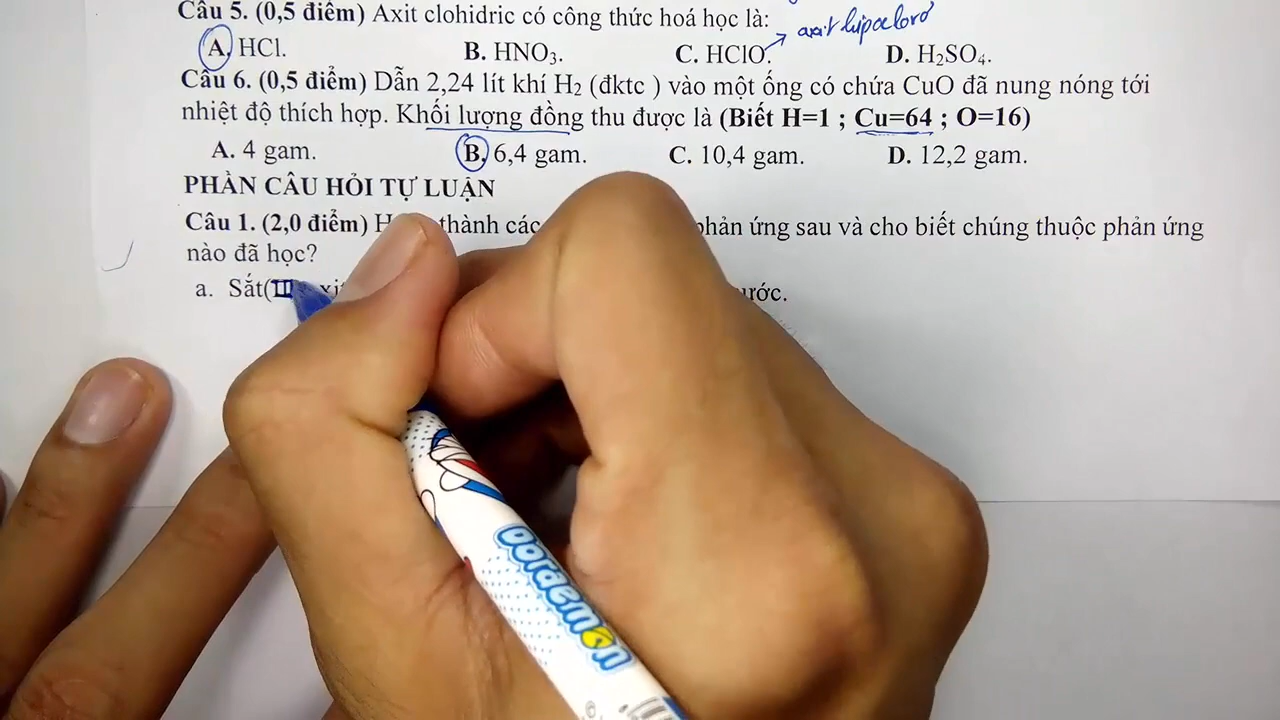 Câu 5. (0,5 điểm) Axit clohidric có công thức hoá học là:
axit hipoclorơ
A. HCl. B. HNO3. C. HClO. D. H2SO4.
Câu 6. (0,5 điểm) Dẫn 2,24 lít khí H2 (đktc ) vào một ống có chứa CuO đã nung nóng tới
nhiệt độ thích hợp. Khối lượng đồng thu được là (Biết H=1 ; Cu=64 ; O=16)
A. 4 gam. B. 6,4 gam. C. 10,4 gam. D. 12,2 gam.
PHẦN CÂU HỎI TỰ LUẬN
Câu 1. (2,0 điểm) thành các phản ứng sau và cho biết chúng thuộc phản ứng
nào đã học?
a. Sắt(III
Doraemon